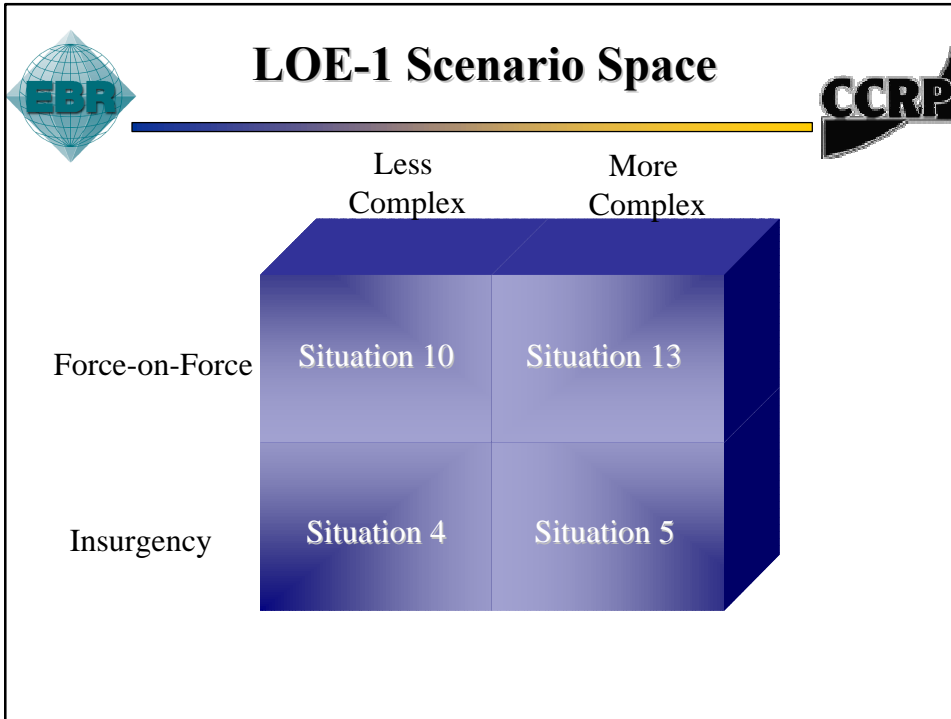 LOE-1 Scenario Space
EBR
CCRP
Less
Complex
More
Complex
Force-on-Force
Situation 10
Situation 13
Insurgency
Situation 4
Situation 5